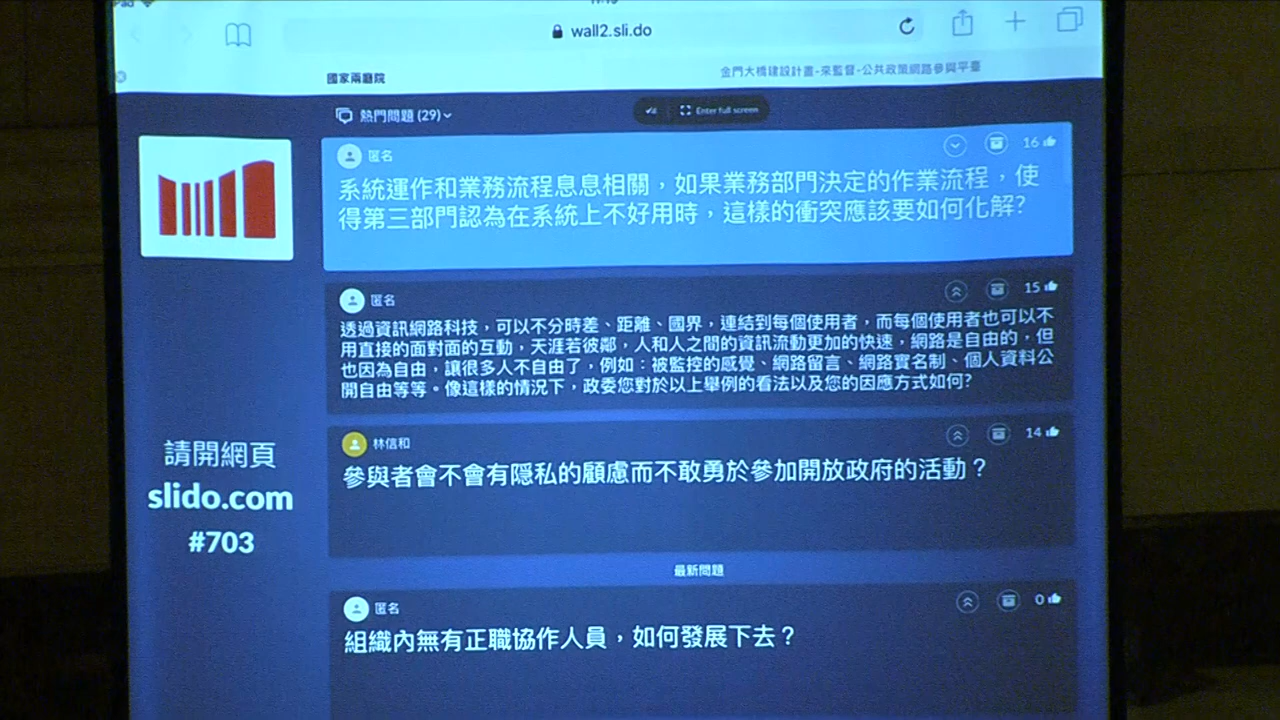 wall2.sli.do
國家兩廳院
金門大橋建設計畫-來監督-公共政策網路參與平臺
熱門問題 (29)
Enter full screen
匿名
16
系統運作和業務流程息息相關，如果業務部門決定的作業流程，使
得第三部門認為在系統上不好用時，這樣的衝突應該要如何化解?
匿名
15
透過資訊網路科技，可以不分時差、距離、國界，連結到每個使用者，而每個使用者也可以不
用直接的面對面的互動，天涯若彼鄰，人和人之間的資訊流動更加的快速，網路是自由的，但
也因為自由，讓很多人不自由了，例如：被監控的感覺、網路留言、網路實名制、個人資料公
開自由等等。像這樣的情況下，政委您對於以上舉例的看法以及您的因應方式如何?
林信和
14
參與者會不會有隱私的顧慮而不敢勇於參加開放政府的活動？
請開網頁
slido.com
#703
最新問題
匿名
0
組織內無有正職協作人員，如何發展下去？